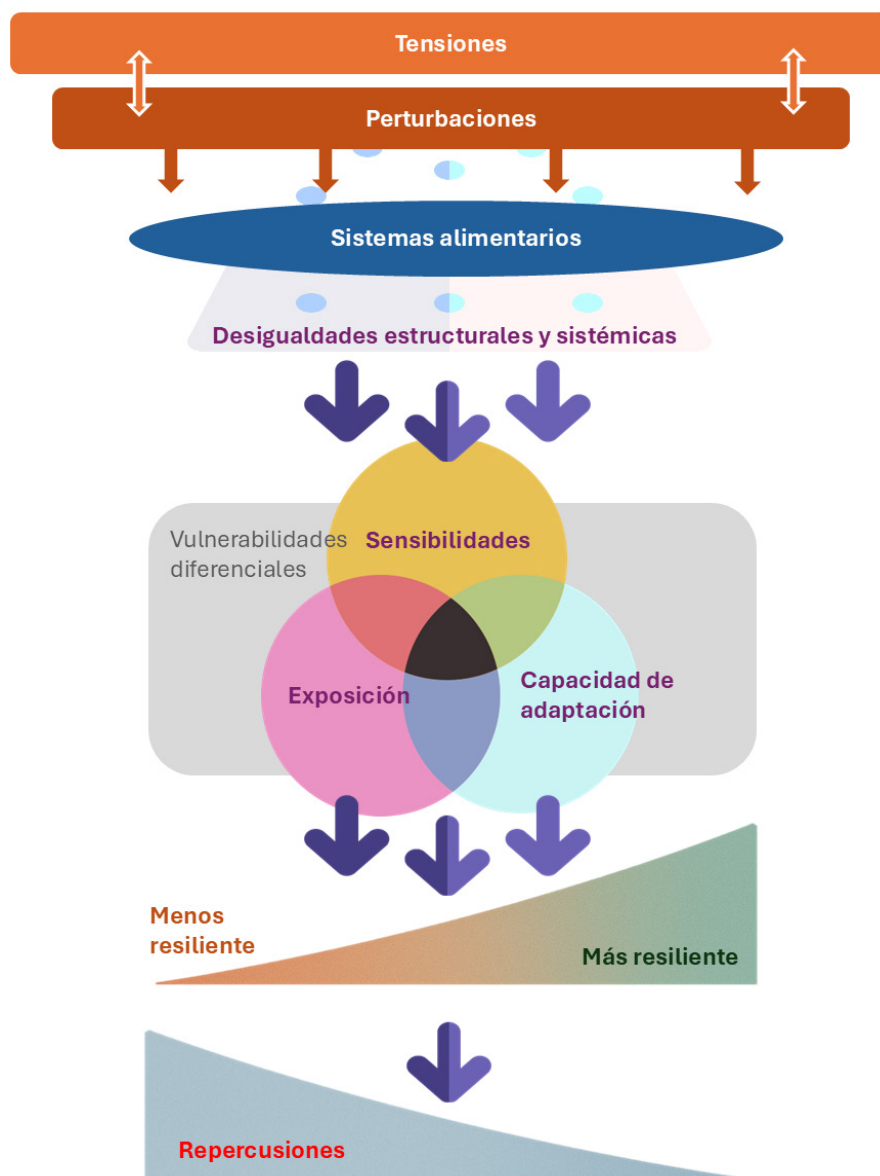 Tensiones
Perturbaciones
Sistemas alimentarios
Desigualdades estructurales y sistémicas
Vulnerabilidades
diferenciales
Sensibilidades
Exposición
Capacidad de
adaptación
Menos
resiliente
Más resiliente
Repercusiones